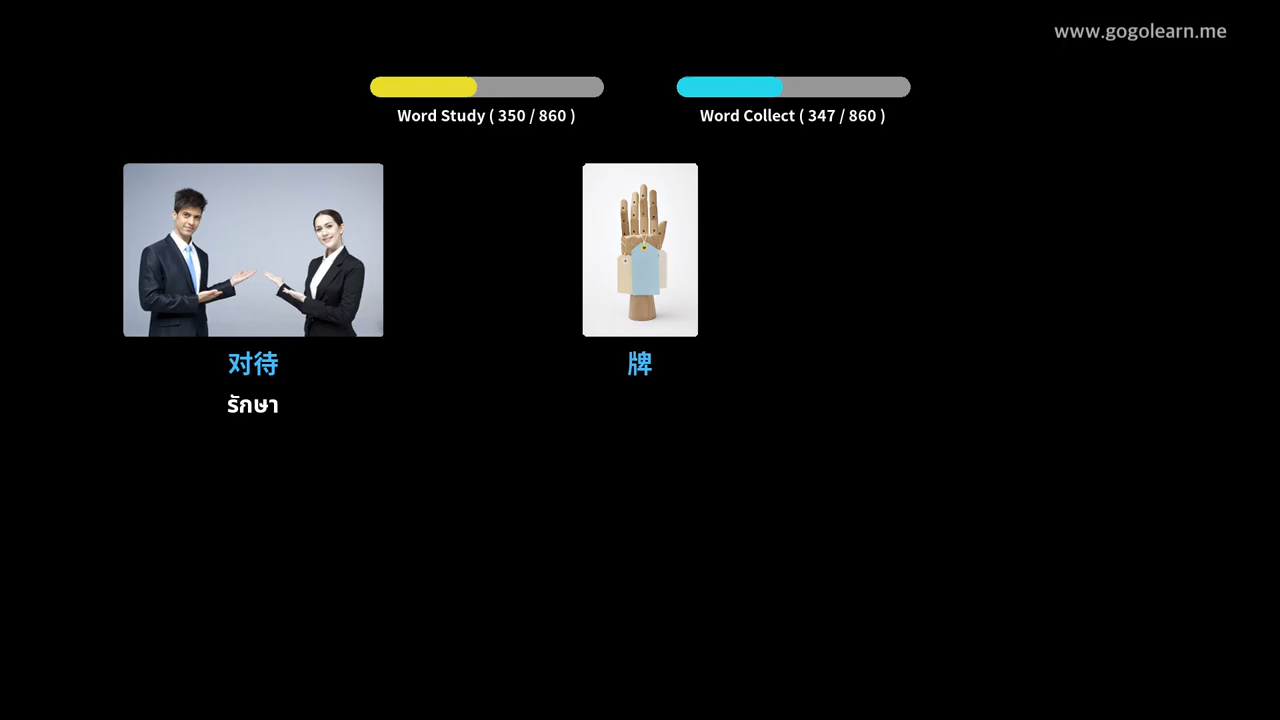 www.gogolearn.me
Word Study ( 350 / 860 )
Word Collect ( 347 / 860 )
对待
牌
รักษา